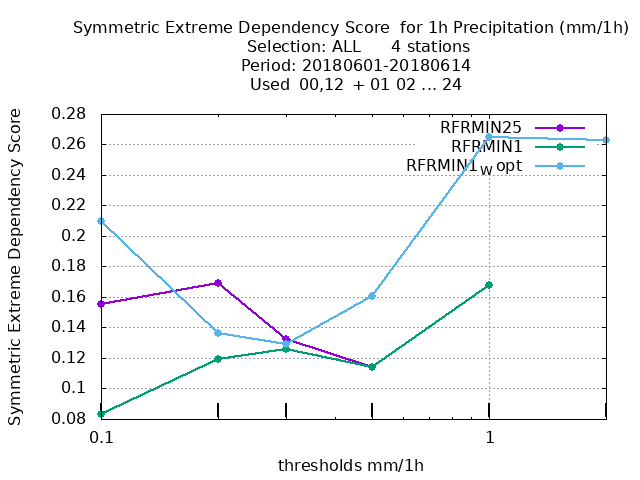 Symmetric Extreme Dependency Score  for 1h Precipitation (mm/1h)
Selection: ALL      4 stations
Period: 20180601-20180614
Used  00,12  + 01 02 ... 24
Symmetric Extreme Dependency Score
0.28
0.26
0.24
0.22
0.2
0.18
0.16
0.14
0.12
0.1
0.08
RFRMIN25
RFRMIN1
RFRMIN1W opt
0.1
1
thresholds mm/1h